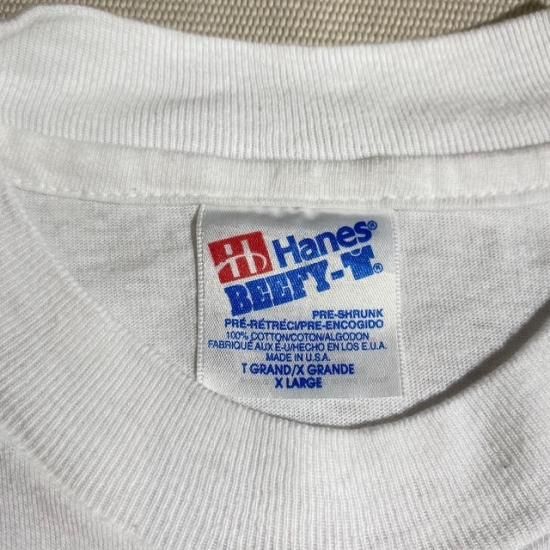 H Hanes®
BEEFY-T®
PRE-SHRUNK
PRÉ-RÉTRÉCI/PRE-ENCOGIDO
100% COTTON/COTON/ALGODON
FABRIQUÉ AUX É-U/HECHO EN LOS E.U.A.
MADE IN U.S.A.
T GRAND/X GRANDE
X LARGE